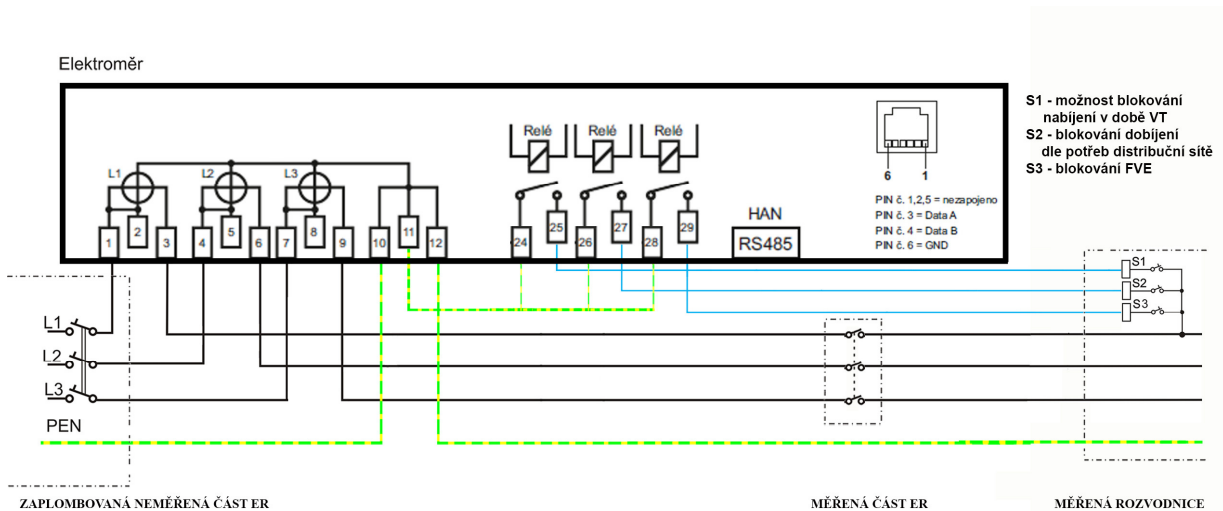 Elektroměr
S1 - možnost blokování
nabíjení v době VT
S2 - blokování dobíjení
dle potřeb distribuční sítě
S3 - blokování FVE
Relé
Relé
Relé
L1
L2
L3
6
1
PIN č. 1,2,5 = nezapojeno
PIN č. 3 = Data A
PIN č. 4 = Data B
PIN č. 6 = GND
HAN
RS485
1
2
3
4
5
6
7
8
9
10
11
12
24
25
26
27
28
29
S1
S2
S3
L1
L2
L3
PEN
ZAPLOMBOVANÁ NEMĚŘENÁ ČÁST ER
MĚŘENÁ ČÁST ER
MĚŘENÁ ROZVODNICE